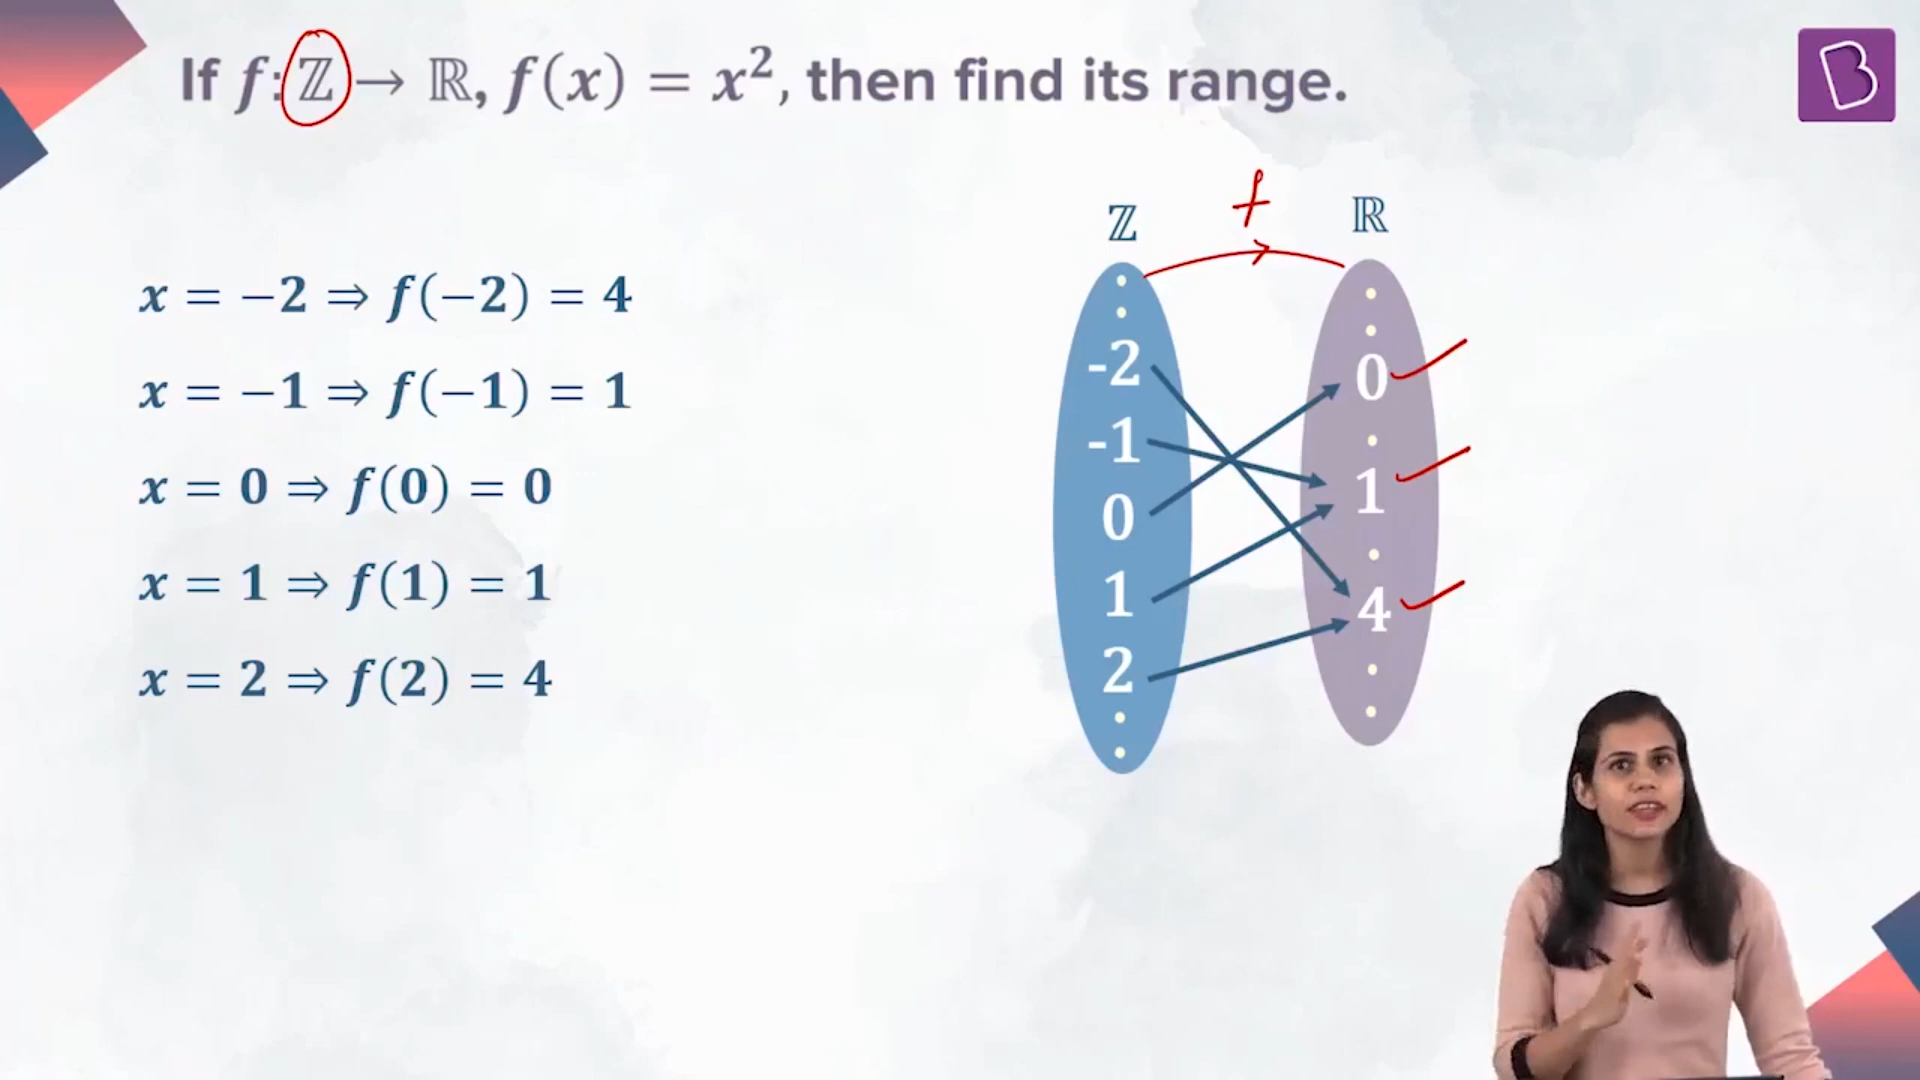 If f: ℤ → ℝ, f(x) = x², then find its range.
x = −2 ⇒ f(−2) = 4
x = −1 ⇒ f(−1) = 1
x = 0 ⇒ f(0) = 0
x = 1 ⇒ f(1) = 1
x = 2 ⇒ f(2) = 4
f
ℤ
ℝ
-2
-1
0
1
2
0
1
4
B